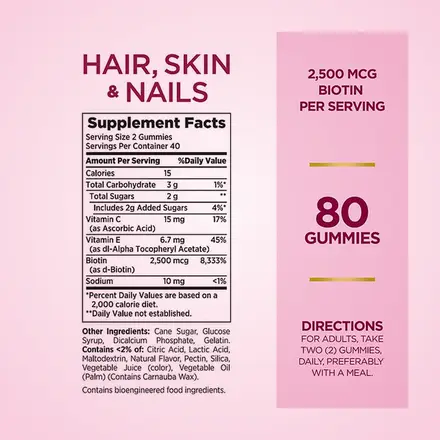 HAIR, SKIN
& NAILS
Supplement Facts
Serving Size 2 Gummies
Servings Per Container 40
Amount Per Serving %Daily Value
Calories 15
Total Carbohydrate 3 g 1%*
Total Sugars 2 g **
Includes 2g Added Sugars 4%*
Vitamin C 15 mg 17%
(as Ascorbic Acid)
Vitamin E 6.7 mg 45%
(as dl-Alpha Tocopheryl Acetate)
Biotin 2,500 mcg 8,333%
(as d-Biotin)
Sodium 10 mg <1%
*Percent Daily Values are based on a
2,000 calorie diet.
**Daily Value not established.
Other Ingredients: Cane Sugar, Glucose
Syrup, Dicalcium Phosphate, Gelatin.
Contains <2% of: Citric Acid, Lactic Acid,
Maltodextrin, Natural Flavor, Pectin, Silica,
Vegetable Juice (color), Vegetable Oil
(Palm) (Contains Carnauba Wax).
Contains bioengineered food ingredients.
2,500 MCG
BIOTIN
PER SERVING
80
GUMMIES
DIRECTIONS
FOR ADULTS, TAKE
TWO (2) GUMMIES,
DAILY, PREFERABLY
WITH A MEAL.